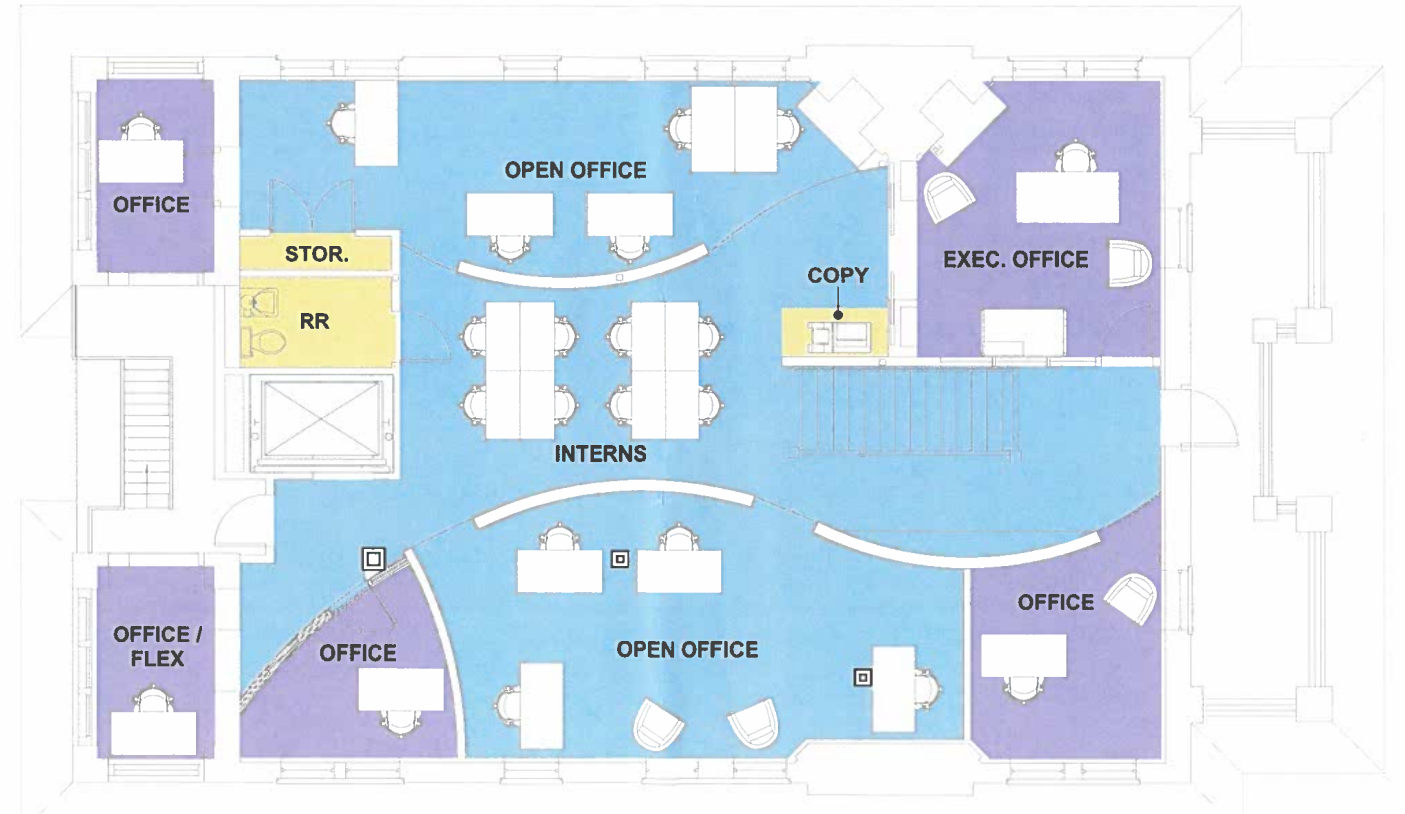 OPEN OFFICE
OFFICE
STOR.
EXEC. OFFICE
COPY
RR
INTERNS
OFFICE
OFFICE /
FLEX
OFFICE
OPEN OFFICE